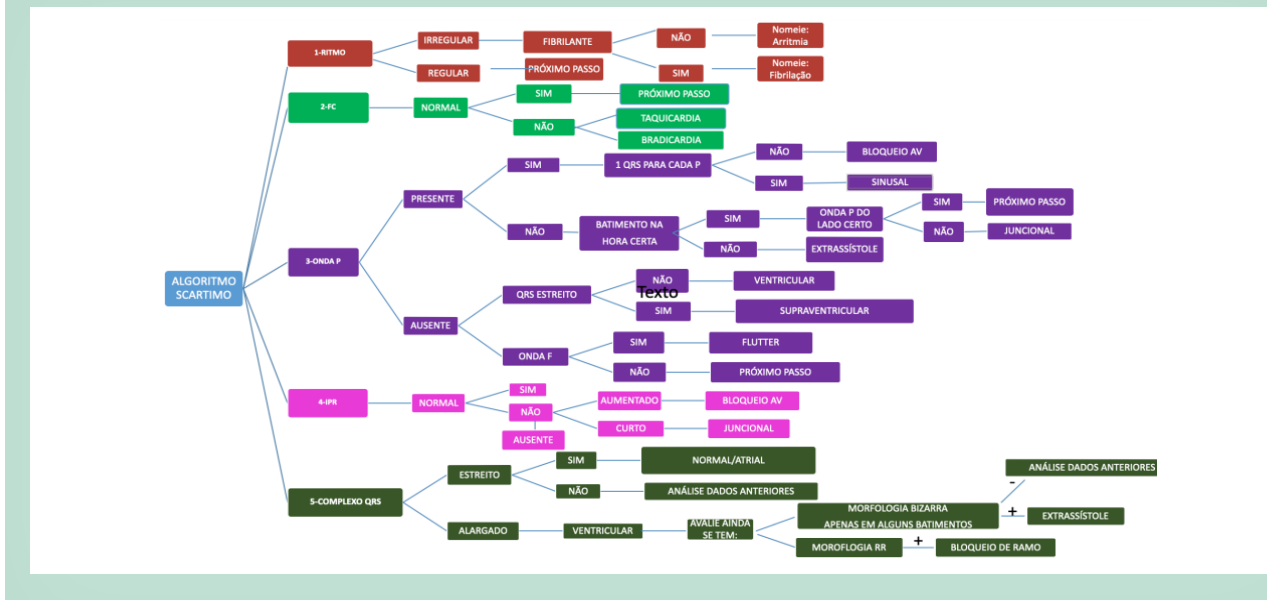 ALGORITMO
SCARTIMO
1-RITMO
IRREGULAR
FIBRILANTE
NÃO
Nomeie:
Arritmia
SIM
Nomeie:
Fibrilação
REGULAR
PRÓXIMO PASSO
2-FC
NORMAL
SIM
PRÓXIMO PASSO
NÃO
TAQUICARDIA
BRADICARDIA
3-ONDA P
PRESENTE
SIM
1 QRS PARA CADA P
NÃO
BLOQUEIO AV
SIM
SINUSAL
NÃO
BATIMENTO NA
HORA CERTA
SIM
ONDA P DO
LADO CERTO
SIM
PRÓXIMO PASSO
NÃO
JUNCIONAL
NÃO
EXTRASSÍSTOLE
AUSENTE
QRS ESTREITO
NÃO
VENTRICULAR
Texto
SIM
SUPRAVENTRICULAR
ONDA F
SIM
FLUTTER
NÃO
PRÓXIMO PASSO
4-IPR
NORMAL
SIM
NÃO
AUMENTADO
BLOQUEIO AV
CURTO
JUNCIONAL
AUSENTE
5-COMPLEXO QRS
ESTREITO
SIM
NORMAL/ATRIAL
NÃO
ANÁLISE DADOS ANTERIORES
ALARGADO
VENTRICULAR
AVALIE AINDA
SE TEM:
MORFOLOGIA BIZARRA
APENAS EM ALGUNS BATIMENTOS
-
ANÁLISE DADOS ANTERIORES
+
EXTRASSÍSTOLE
MOROFLOGIA RR
+
BLOQUEIO DE RAMO